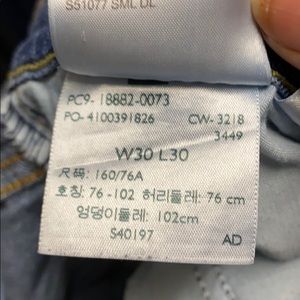 S51077 SML DL
PC9- 18882-0073
PO- 4100391826 CW- 3218
3449
W30 L30
尺码: 160/76A
호칭: 76 -102 허리둘레: 76 cm
엉덩이둘레: 102cm
S40197 AD